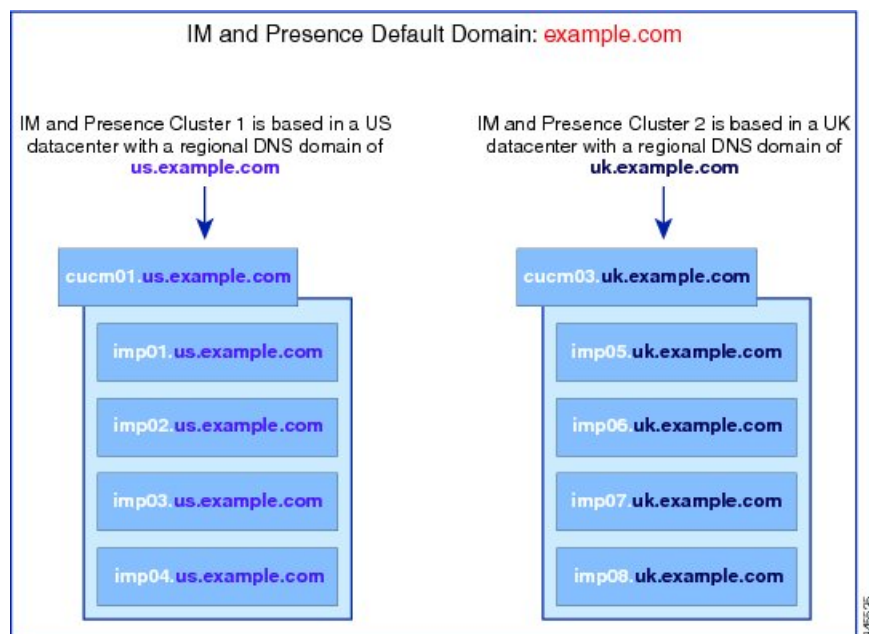 IM and Presence Default Domain: example.com
IM and Presence Cluster 1 is based in a US
datacenter with a regional DNS domain of
us.example.com
cucm01.us.example.com
imp01.us.example.com
imp02.us.example.com
imp03.us.example.com
imp04.us.example.com
IM and Presence Cluster 2 is based in a UK
datacenter with a regional DNS domain of
uk.example.com
cucm03.uk.example.com
imp05.uk.example.com
imp06.uk.example.com
imp07.uk.example.com
imp08.uk.example.com